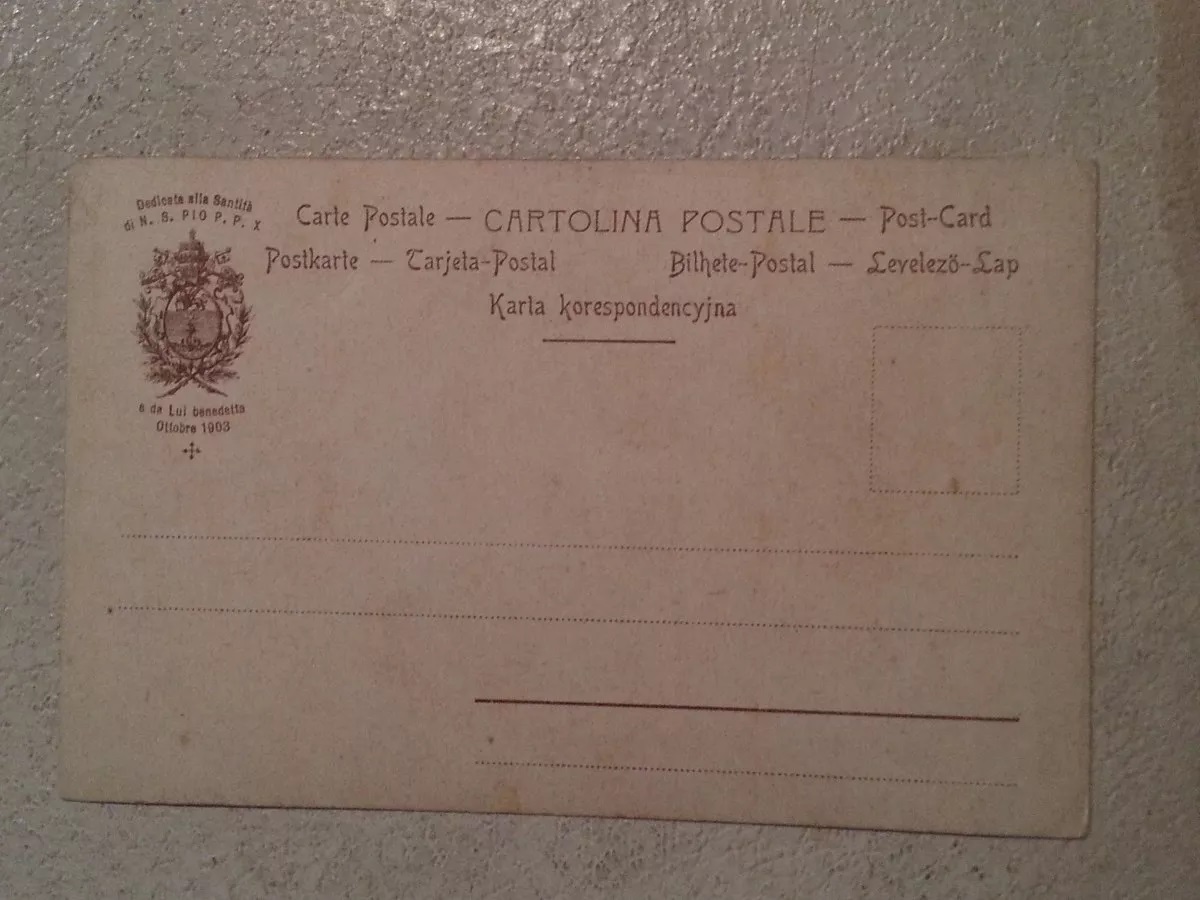 Dedicata alla Santità
di N. S. PIO P. P. X
Carte Postale — CARTOLINA POSTALE — Post-Card
Postkarte — Tarjeta-Postal Bilhete-Postal — Levelező-Lap
Karta korespondencyjna
e da Lui benedetta
Ottobre 1903